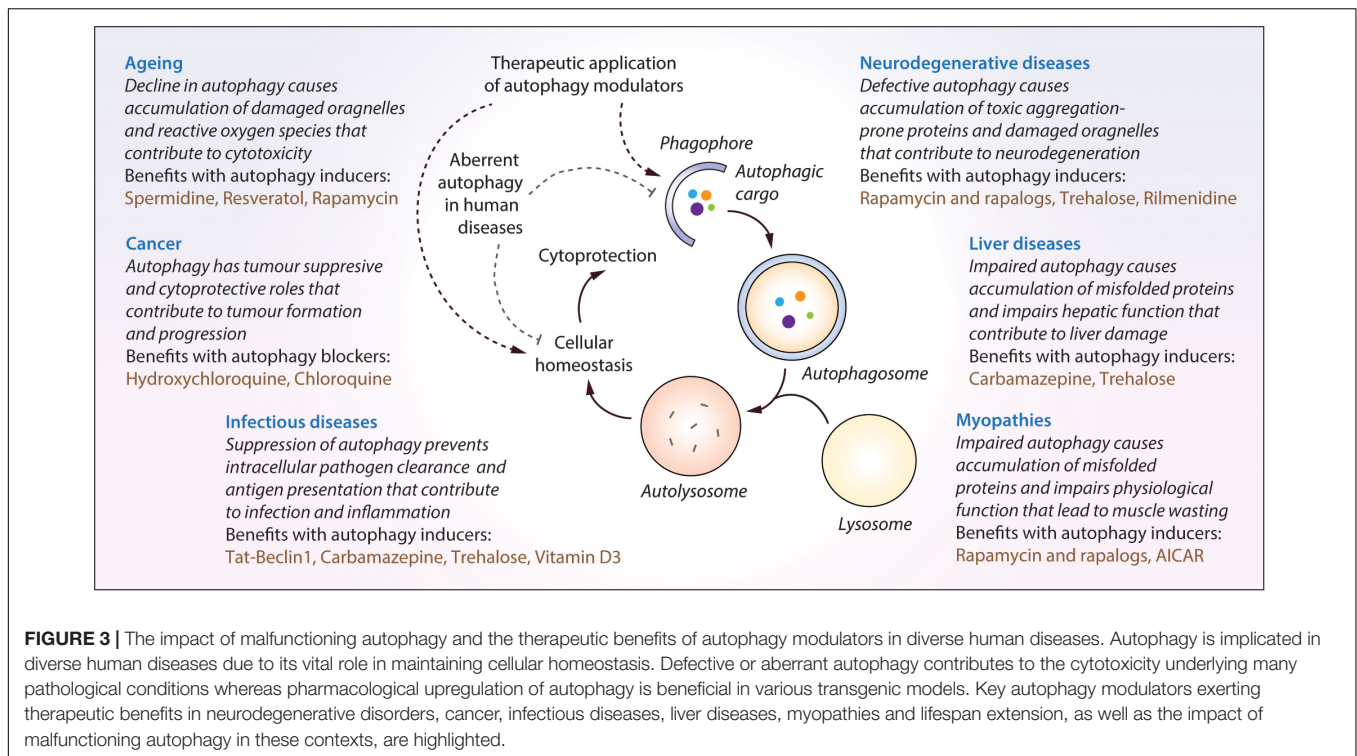 Ageing
Decline in autophagy causes
accumulation of damaged oragnelles
and reactive oxygen species that
contribute to cytotoxicity
Benefits with autophagy inducers:
Spermidine, Resveratol, Rapamycin
Cancer
Autophagy has tumour suppresive
and cytoprotective roles that
contribute to tumour formation
and progression
Benefits with autophagy blockers:
Hydroxychloroquine, Chloroquine
Infectious diseases
Suppression of autophagy prevents
intracellular pathogen clearance and
antigen presentation that contribute
to infection and inflammation
Benefits with autophagy inducers:
Tat-Beclin1, Carbamazepine, Trehalose, Vitamin D3
Therapeutic application
of autophagy modulators
Aberrant
autophagy
in human
diseases
Phagophore
Autophagic
cargo
Cytoprotection
Cellular
homeostasis
Autophagosome
Autolysosome
Lysosome
Neurodegenerative diseases
Defective autophagy causes
accumulation of toxic aggregation-
prone proteins and damaged oragnelles
that contribute to neurodegeneration
Benefits with autophagy inducers:
Rapamycin and rapalogs, Trehalose, Rilmenidine
Liver diseases
Impaired autophagy causes
accumulation of misfolded proteins
and impairs hepatic function that
contribute to liver damage
Benefits with autophagy inducers:
Carbamazepine, Trehalose
Myopathies
Impaired autophagy causes
accumulation of misfolded
proteins and impairs physiological
function that lead to muscle wasting
Benefits with autophagy inducers:
Rapamycin and rapalogs, AICAR
FIGURE 3 | The impact of malfunctioning autophagy and the therapeutic benefits of autophagy modulators in diverse human diseases. Autophagy is implicated in
diverse human diseases due to its vital role in maintaining cellular homeostasis. Defective or aberrant autophagy contributes to the cytotoxicity underlying many
pathological conditions whereas pharmacological upregulation of autophagy is beneficial in various transgenic models. Key autophagy modulators exerting
therapeutic benefits in neurodegenerative disorders, cancer, infectious diseases, liver diseases, myopathies and lifespan extension, as well as the impact of
malfunctioning autophagy in these contexts, are highlighted.